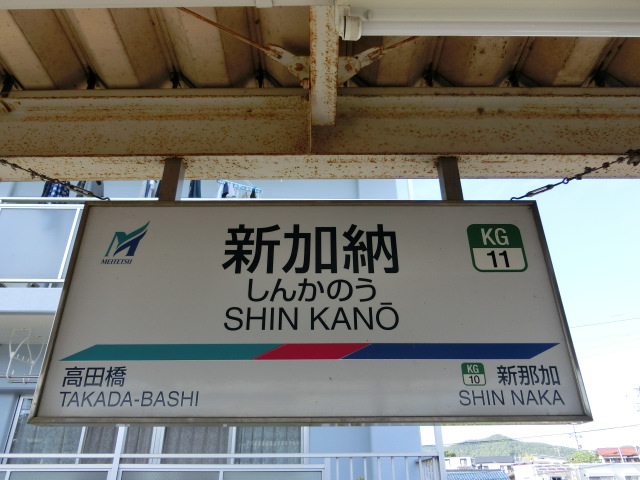 MEITETSU
新加納
しんかのう
SHIN KANŌ
KG
11
高田橋
TAKADA-BASHI
KG
10
新那加
SHIN NAKA